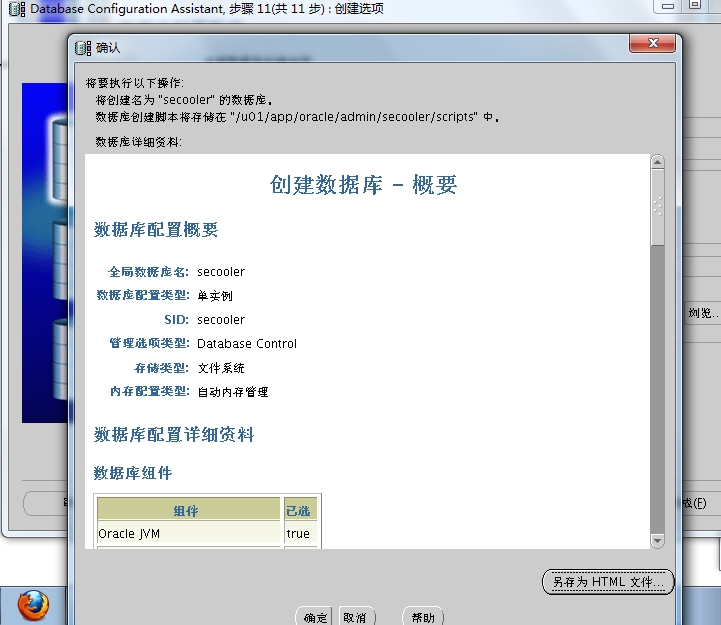 Database Configuration Assistant, 步骤 11(共 11 步) : 创建选项
确认
将要执行以下操作:
将创建名为 "secooler" 的数据库。
数据库创建脚本将存储在 "/u01/app/oracle/admin/secooler/scripts" 中。
数据库详细资料:
创建数据库 - 概要
数据库配置概要
全局数据库名: secooler
数据库配置类型: 单实例
SID: secooler
管理选项类型: Database Control
存储类型: 文件系统
内存配置类型: 自动内存管理
数据库配置详细资料
数据库组件
组件 已选
Oracle JVM true
浏览...
成(F)
另存为 HTML 文件...
确定 取消 帮助